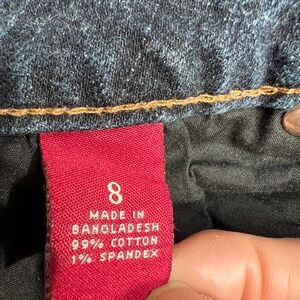 8
MADE IN
BANGLADESH
99% COTTON
1% SPANDEX